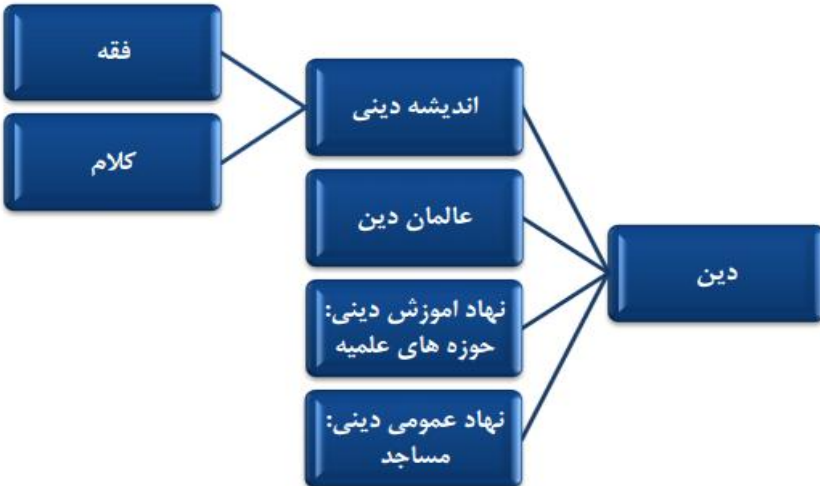 دین
اندیشه دینی
فقه
کلام
عالمان دین
نهاد اموزش دینی:
حوزه های علمیه
نهاد عمومی دینی:
مساجد